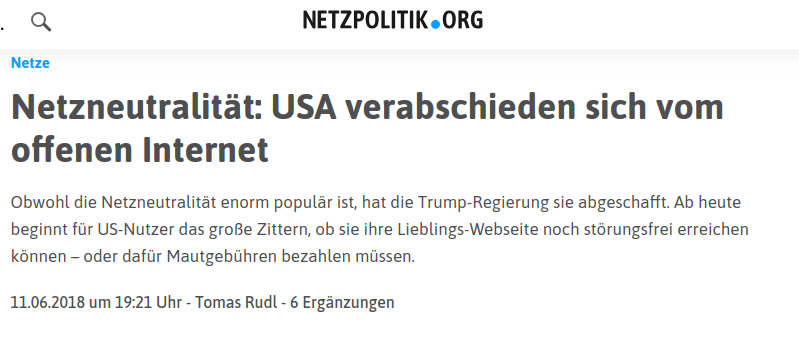 .
NETZPOLITIK.ORG
Netze
Netzneutralität: USA verabschieden sich vom
offenen Internet
Obwohl die Netzneutralität enorm populär ist, hat die Trump-Regierung sie abgeschafft. Ab heute
beginnt für US-Nutzer das große Zittern, ob sie ihre Lieblings-Webseite noch störungsfrei erreichen
können – oder dafür Mautgebühren bezahlen müssen.
11.06.2018 um 19:21 Uhr - Tomas Rudl - 6 Ergänzungen